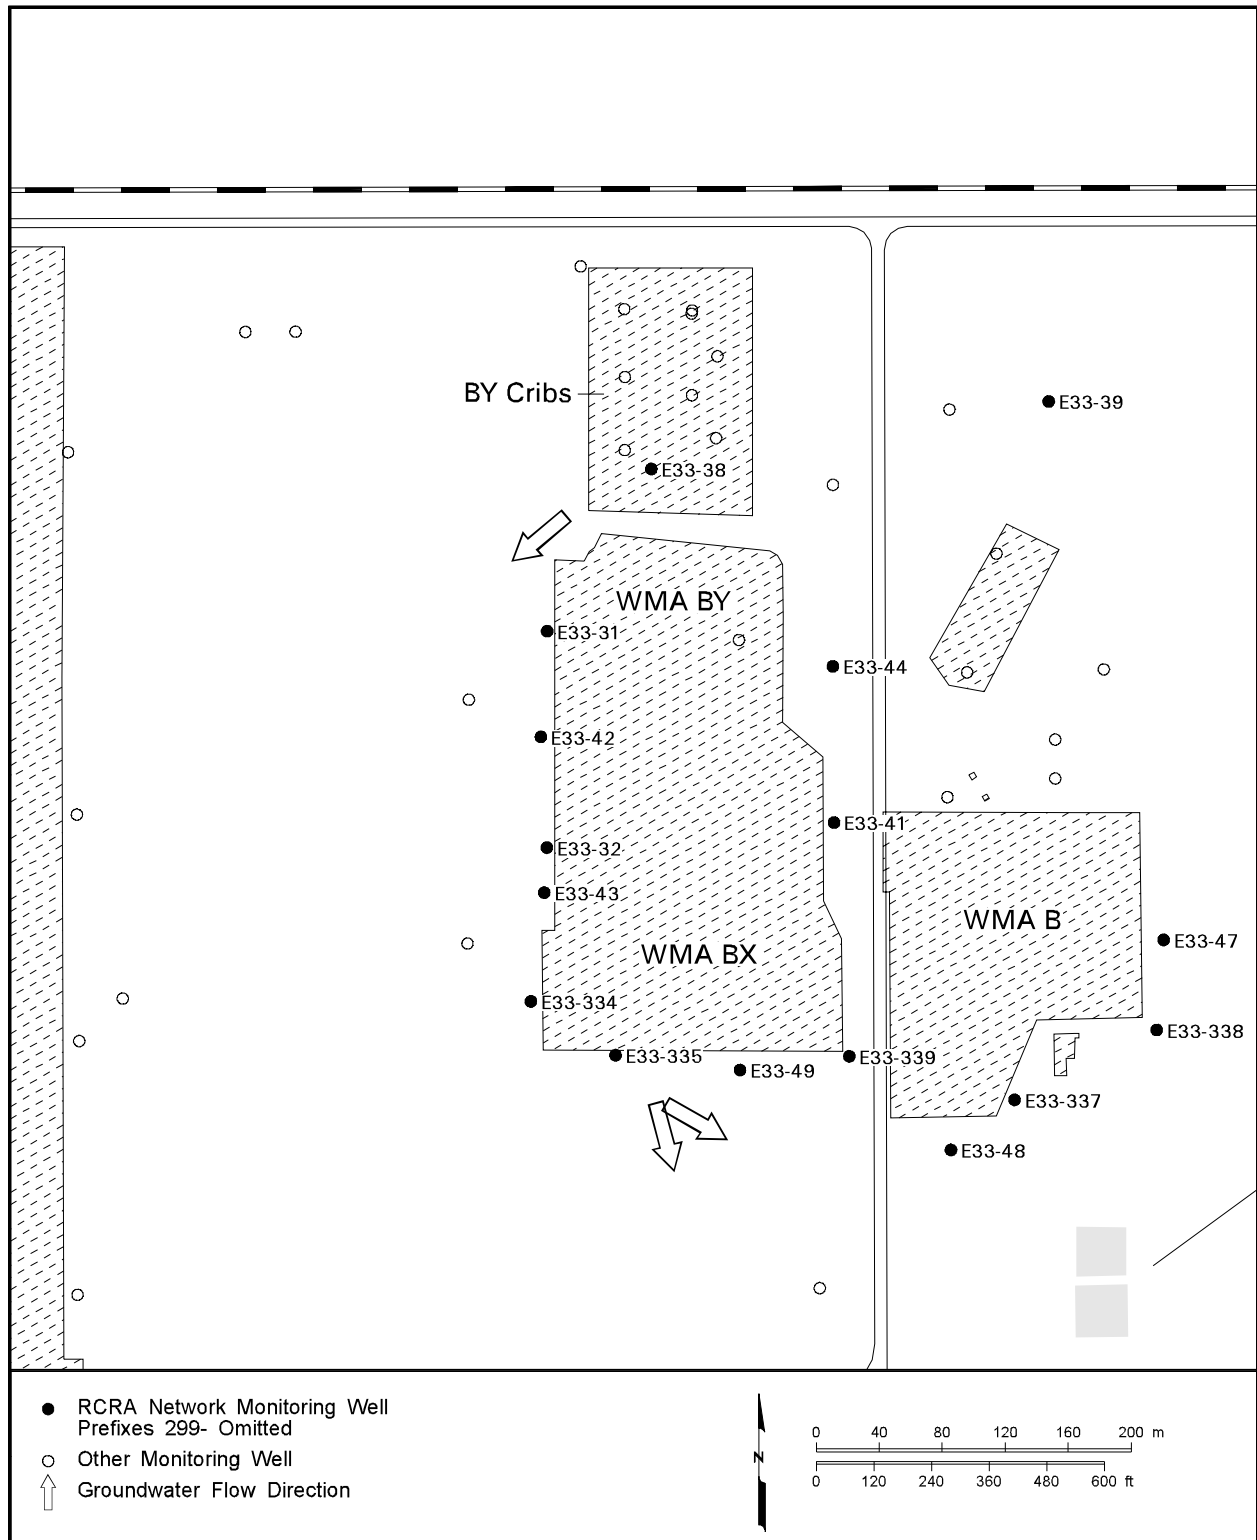 BY Cribs
E33-39
E33-38
WMA BY
E33-31
E33-44
E33-42
E33-41
E33-32
E33-43
WMA B
E33-47
WMA BX
E33-334
E33-338
E33-335
E33-339
E33-49
E33-337
E33-48
RCRA Network Monitoring Well
Prefixes 299- Omitted
Other Monitoring Well
Groundwater Flow Direction
N
0 40 80 120 160 200 m
0 120 240 360 480 600 ft